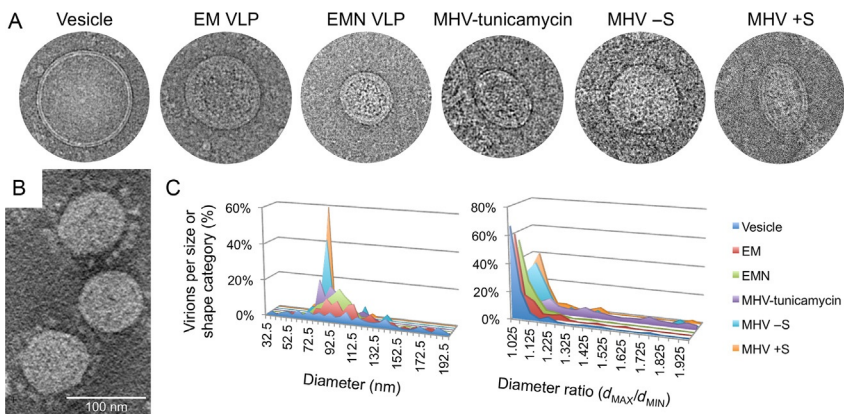 A
Vesicle
EM VLP
EMN VLP
MHV-tunicamycin
MHV –S
MHV +S
B
100 nm
C
Virions per size or
shape category (%)
60%
40%
20%
0%
32.5
52.5
72.5
92.5
112.5
132.5
152.5
172.5
192.5
Diameter (nm)
80%
60%
40%
20%
0%
1.025
1.125
1.225
1.325
1.425
1.525
1.625
1.725
1.825
1.925
Diameter ratio (dMAX/dMIN)
Vesicle
EM
EMN
MHV-tunicamycin
MHV –S
MHV +S